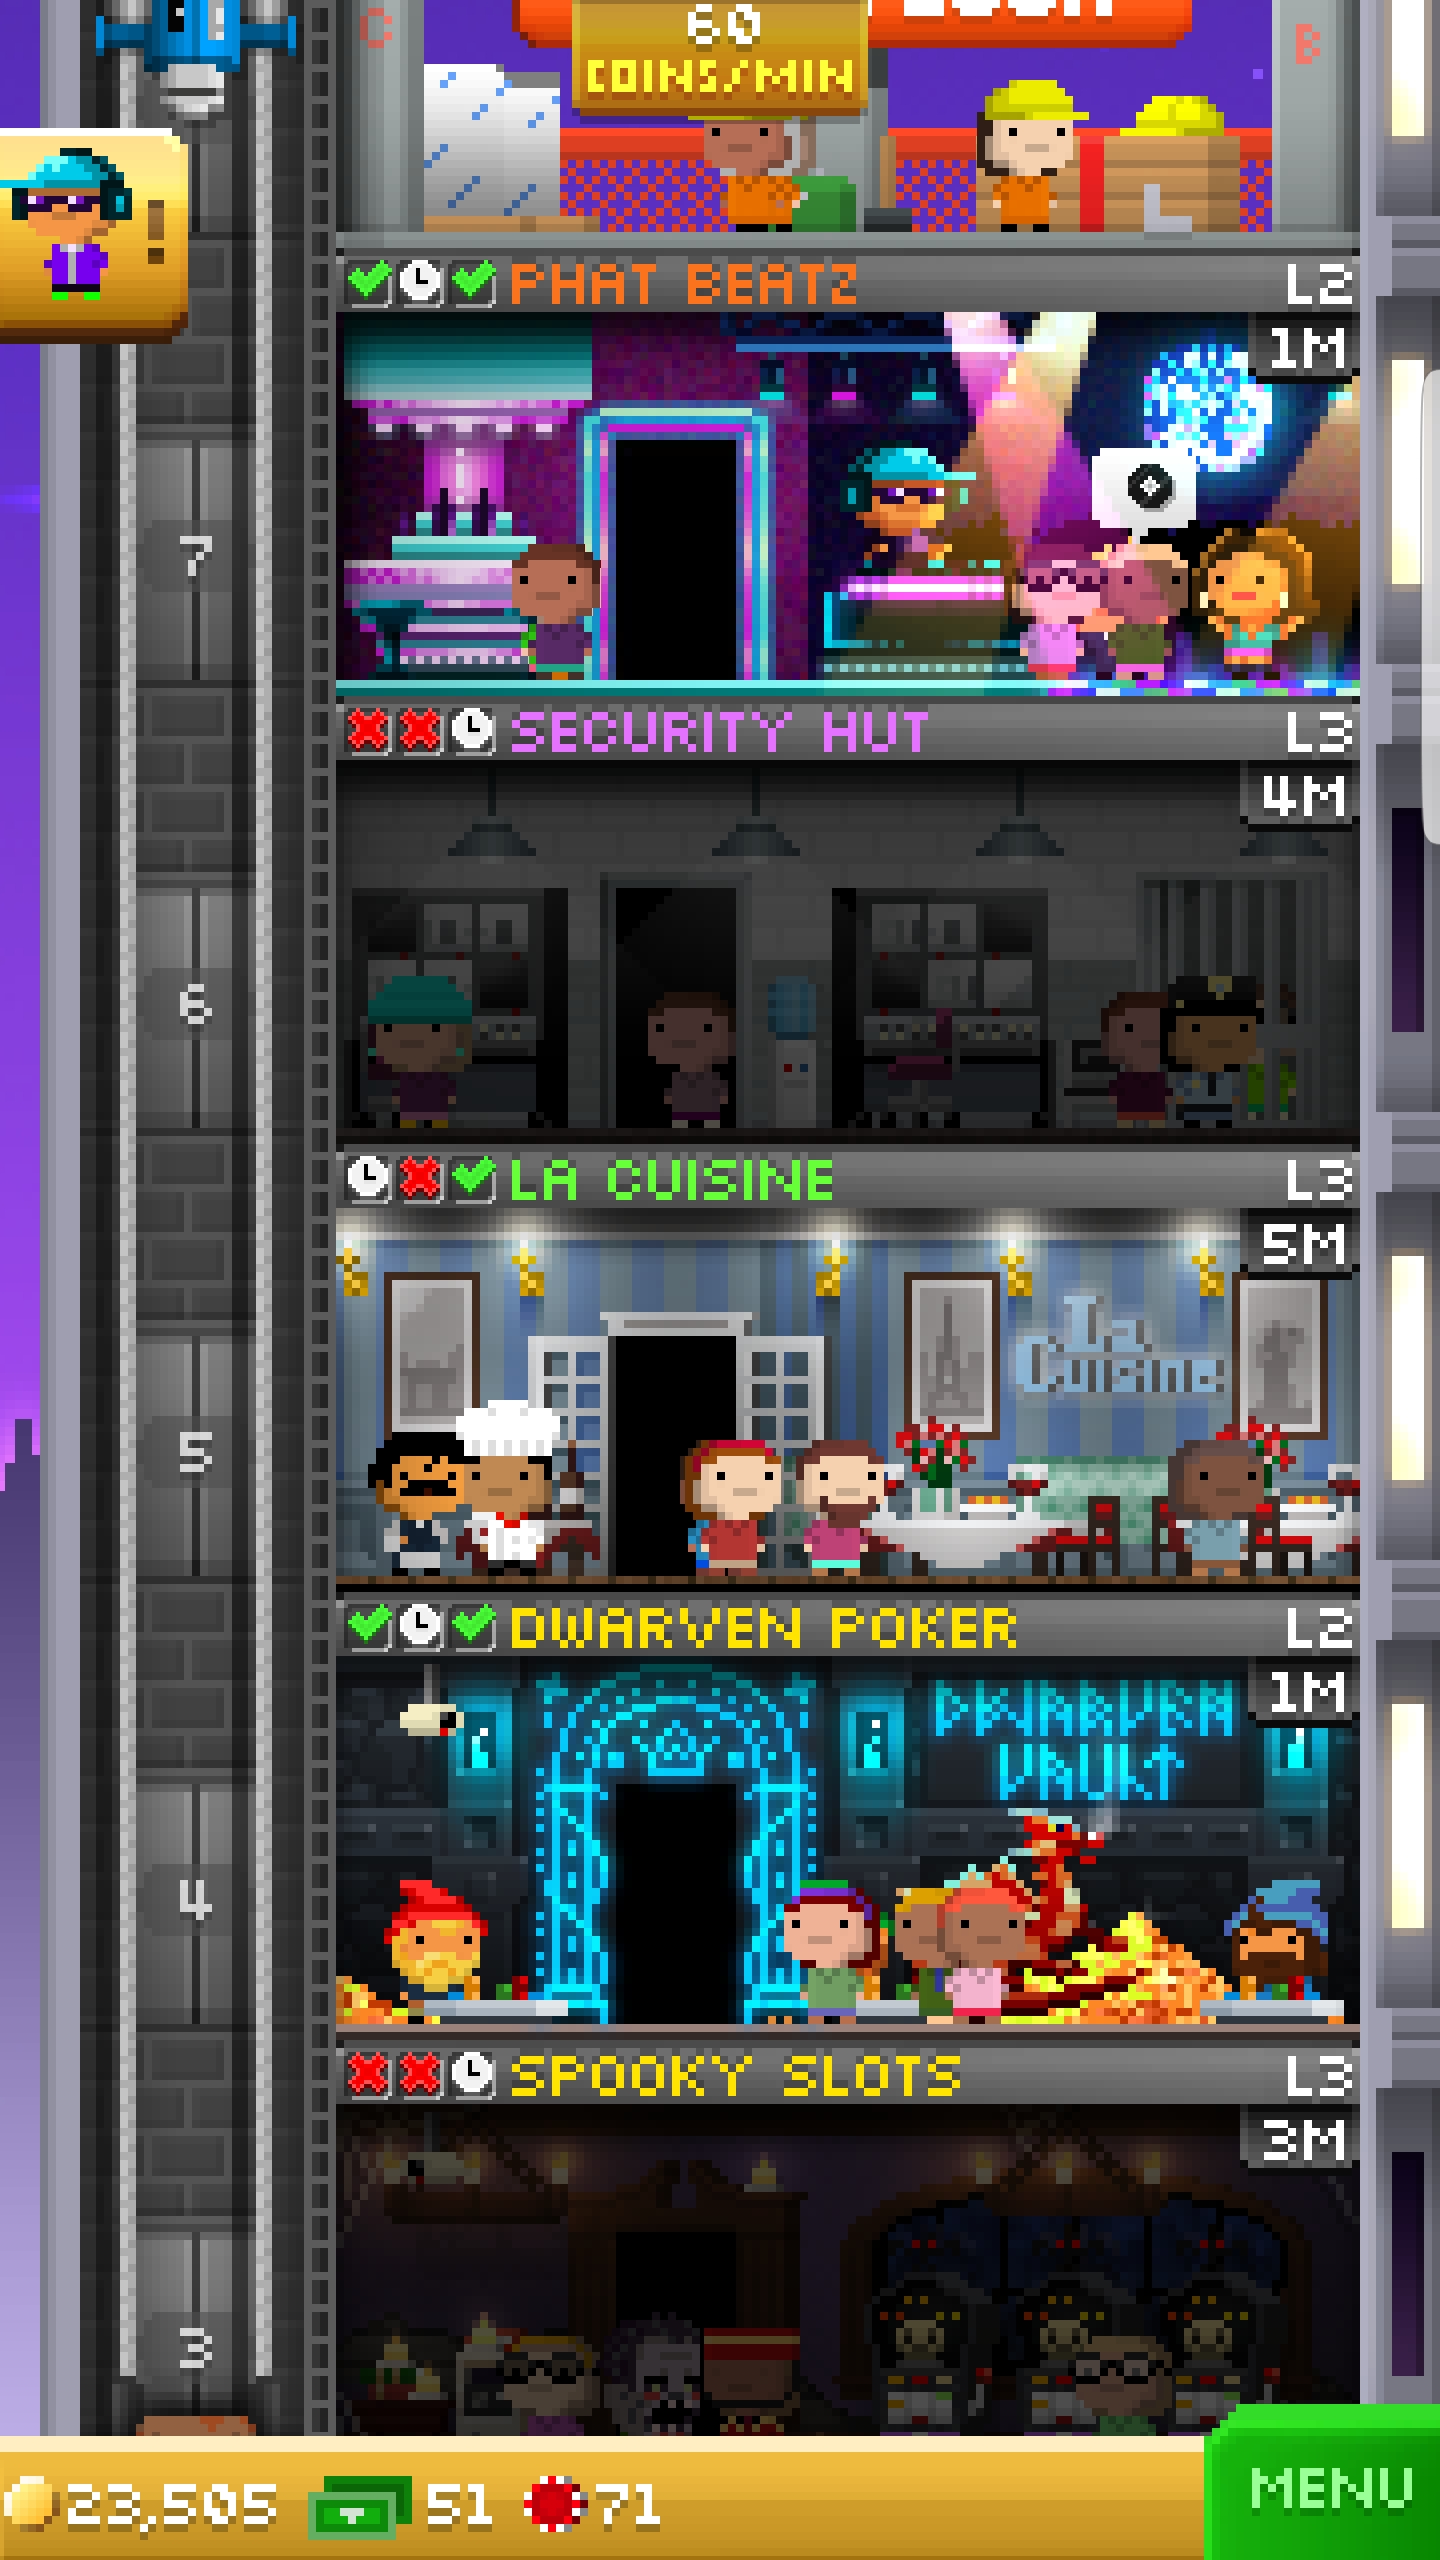 C
60
COINS/MIN
B
!
PHAT BEATZ
L2
1M
7
SECURITY HUT
L3
4M
6
LA CUISINE
L3
5M
La
Cuisine
5
DWARVEN POKER
L2
1M
DWARVEN
VAULT
4
SPOOKY SLOTS
L3
3M
3
23,505
51
71
MENU